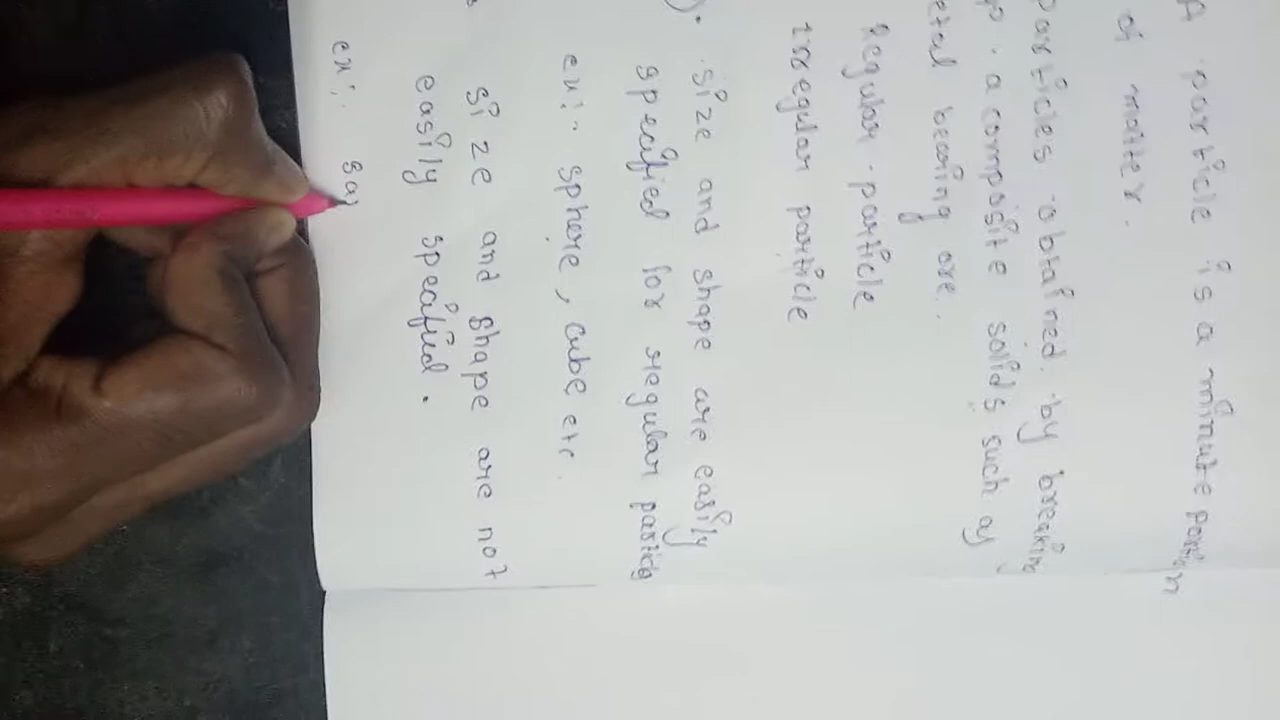 A particle is a minute portion
of matter.
particles obtained by breaking
up a composite solids such as
etal bearing ore.
Regular particle
irregular particle
). size and shape are easily
specified for regular particles
ex:- sphere, cube etc.
size and shape are not
easily specified.
ex:- sa